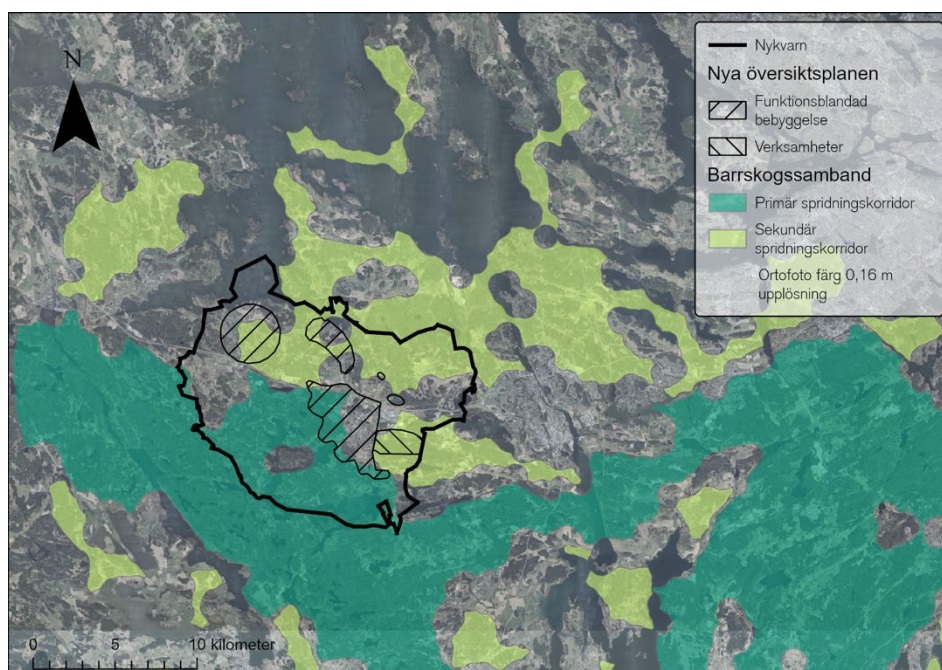 N
Nykvarn
Nya översiktsplanen
Funktionsblandad
bebyggelse
Verksamheter
Barrskogssamband
Primär spridningskorridor
Sekundär
spridningskorridor
Ortofoto färg 0,16 m
upplösning
0 5 10 kilometer